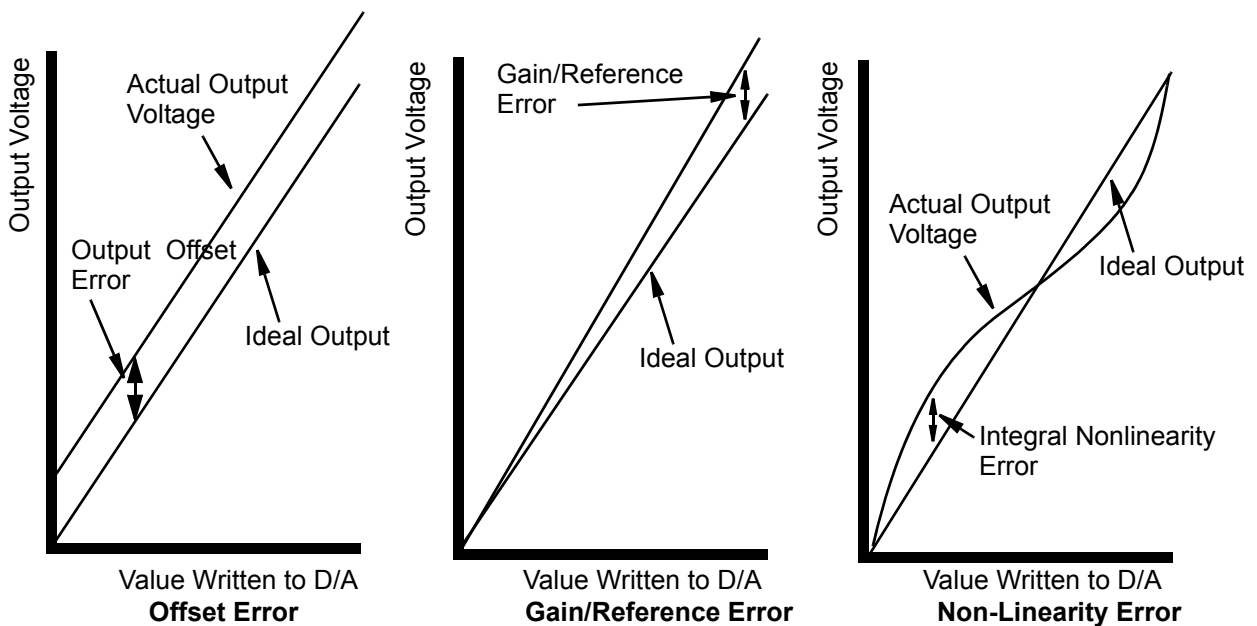 Output Voltage
Actual Output
Voltage
Output Offset
Error
Ideal Output
Value Written to D/A
Offset Error
Output Voltage
Gain/Reference
Error
Ideal Output
Value Written to D/A
Gain/Reference Error
Output Voltage
Actual Output
Voltage
Ideal Output
Integral Nonlinearity
Error
Value Written to D/A
Non-Linearity Error